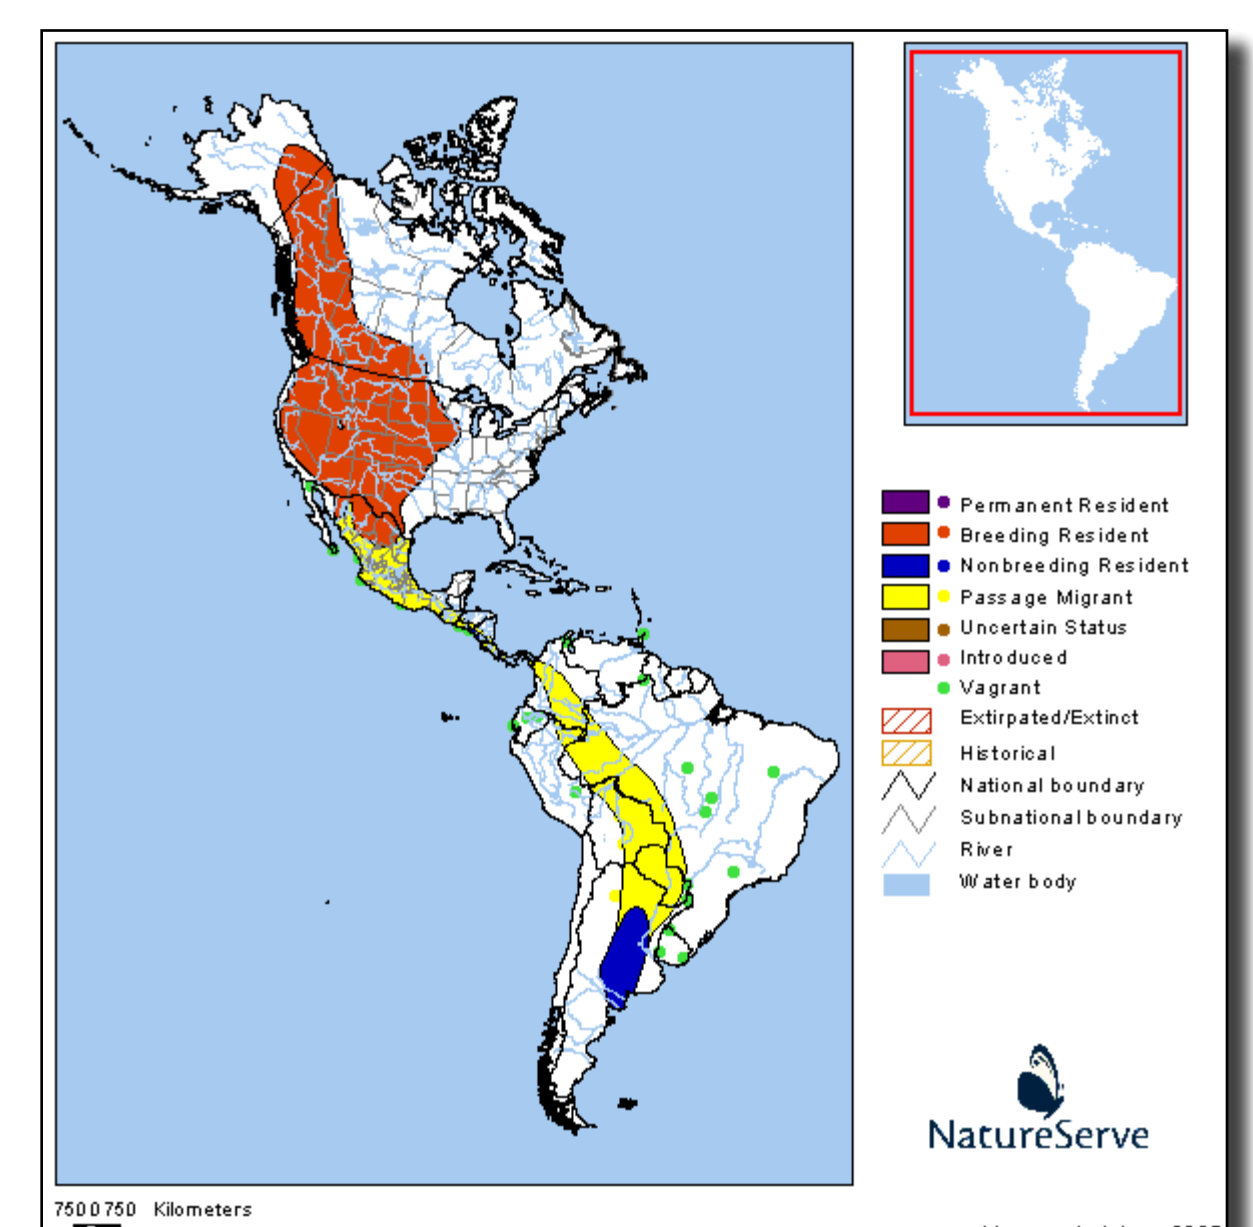 Permanent Resident
Breeding Resident
Nonbreeding Resident
Passage Migrant
Uncertain Status
Introduced
Vagrant
Extirpated/Extinct
Historical
National boundary
Subnational boundary
River
Water body
NatureServe
750 0 750 Kilometers